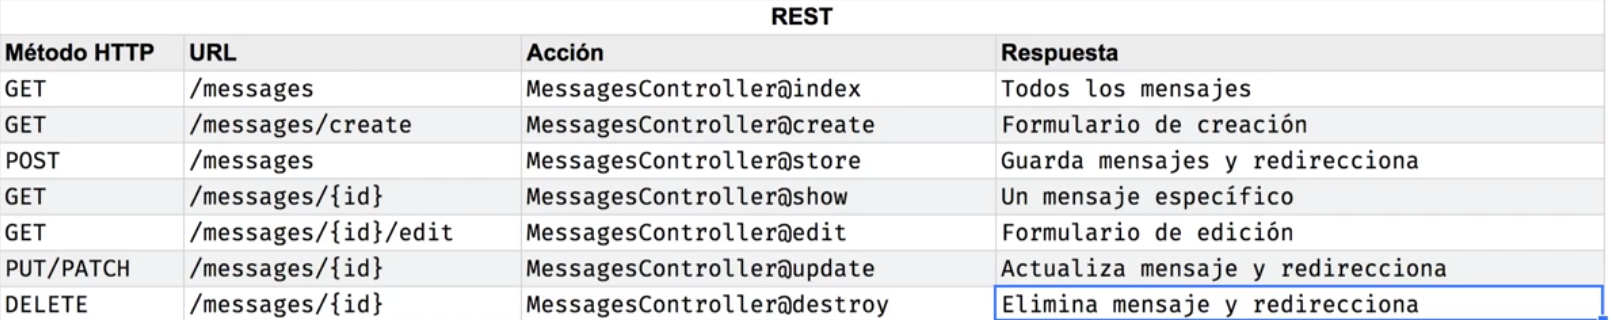 REST
Método HTTP URL Acción Respuesta
GET /messages MessagesController@index Todos los mensajes
GET /messages/create MessagesController@create Formulario de creación
POST /messages MessagesController@store Guarda mensajes y redirecciona
GET /messages/{id} MessagesController@show Un mensaje específico
GET /messages/{id}/edit MessagesController@edit Formulario de edición
PUT/PATCH /messages/{id} MessagesController@update Actualiza mensaje y redirecciona
DELETE /messages/{id} MessagesController@destroy Elimina mensaje y redirecciona